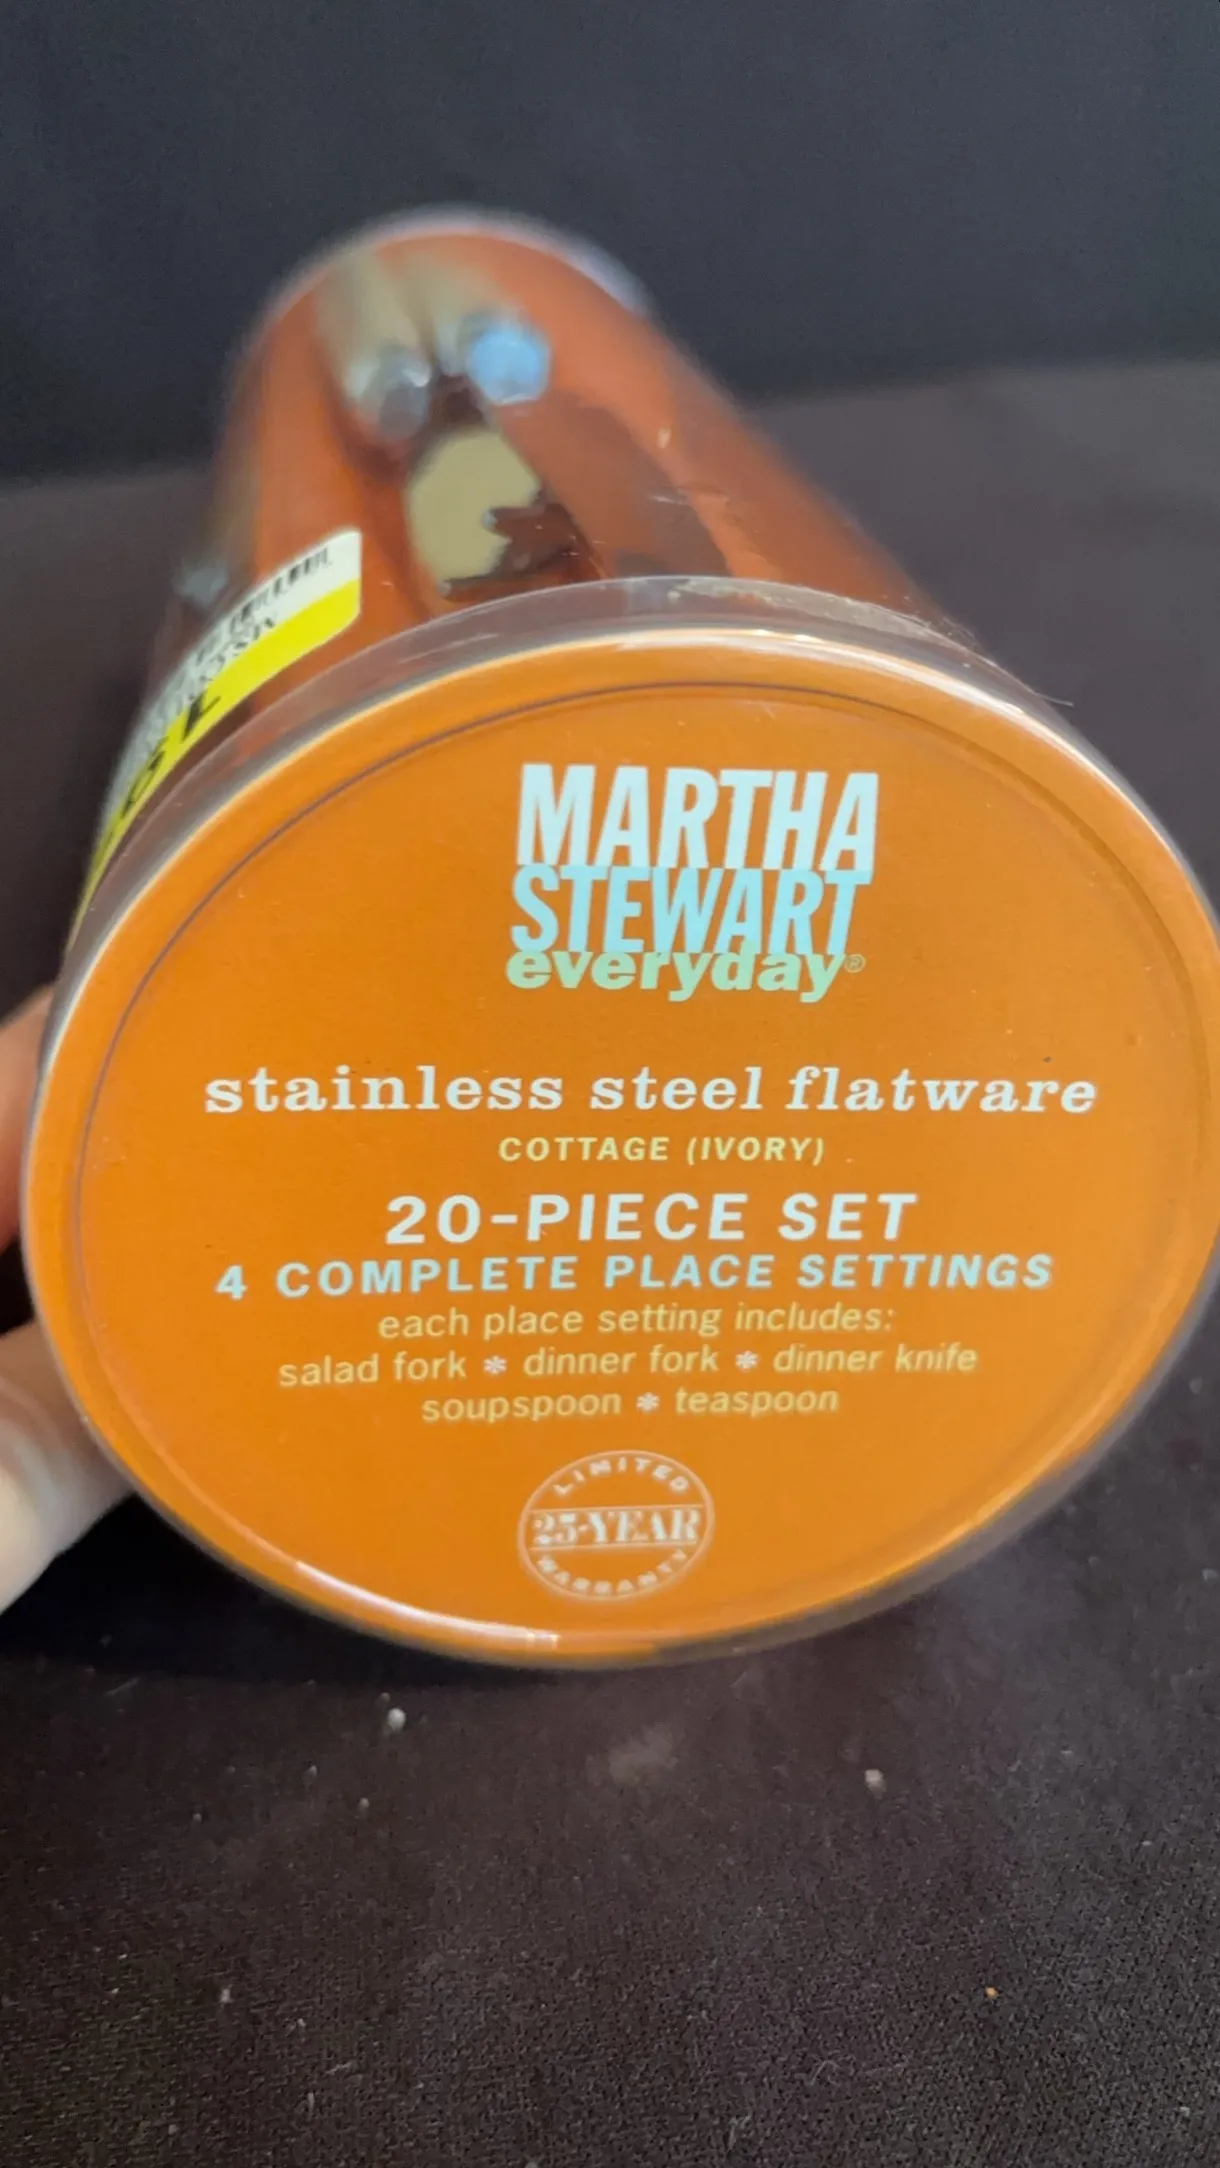 MARTHA
STEWART
everyday®
stainless steel flatware
COTTAGE (IVORY)
20-PIECE SET
4 COMPLETE PLACE SETTINGS
each place setting includes:
salad fork * dinner fork * dinner knife
soupspoon * teaspoon
LIMITED
25-YEAR
WARRANTY